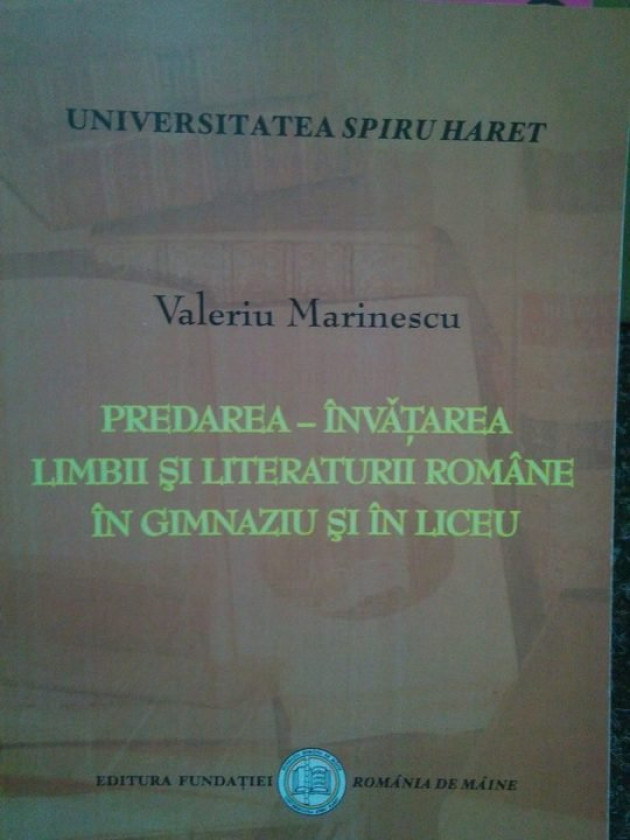 UNIVERSITATEA SPIRU HARET
Valeriu Marinescu
PREDAREA – ÎNVĂȚAREA
LIMBII ȘI LITERATURII ROMÂNE
ÎN GIMNAZIU ȘI ÎN LICEU
EDITURA FUNDAȚIEI ROMÂNIA DE MÂINE